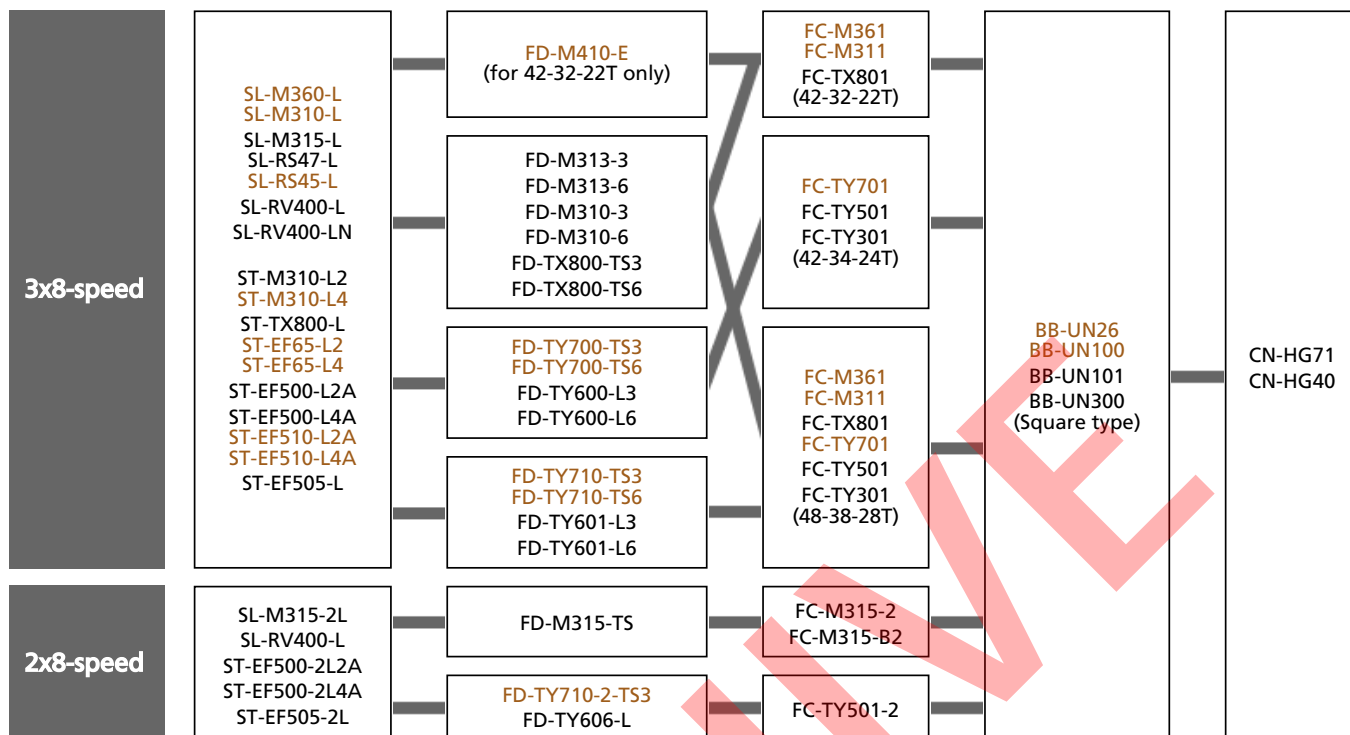 3x8-speed
SL-M360-L
SL-M310-L
SL-M315-L
SL-RS47-L
SL-RS45-L
SL-RV400-L
SL-RV400-LN
ST-M310-L2
ST-M310-L4
ST-TX800-L
ST-EF65-L2
ST-EF65-L4
ST-EF500-L2A
ST-EF500-L4A
ST-EF510-L2A
ST-EF510-L4A
ST-EF505-L
FD-M410-E
(for 42-32-22T only)
FD-M313-3
FD-M313-6
FD-M310-3
FD-M310-6
FD-TX800-TS3
FD-TX800-TS6
FD-TY700-TS3
FD-TY700-TS6
FD-TY600-L3
FD-TY600-L6
FD-TY710-TS3
FD-TY710-TS6
FD-TY601-L3
FD-TY601-L6
FC-M361
FC-M311
FC-TX801
(42-32-22T)
FC-TY701
FC-TY501
FC-TY301
(42-34-24T)
FC-M361
FC-M311
FC-TX801
FC-TY701
FC-TY501
FC-TY301
(48-38-28T)
BB-UN26
BB-UN100
BB-UN101
BB-UN300
(Square type)
CN-HG71
CN-HG40
2x8-speed
SL-M315-2L
SL-RV400-L
ST-EF500-2L2A
ST-EF500-2L4A
ST-EF505-2L
FD-M315-TS
FD-TY710-2-TS3
FD-TY606-L
FC-M315-2
FC-M315-B2
FC-TY501-2